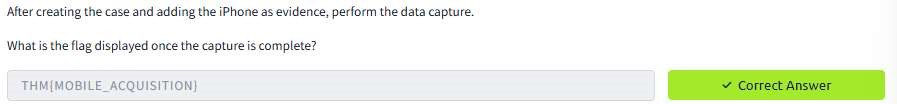 After creating the case and adding the iPhone as evidence, perform the data capture.
What is the flag displayed once the capture is complete?
THM{MOBILE_ACQUISITION}
✓ Correct Answer